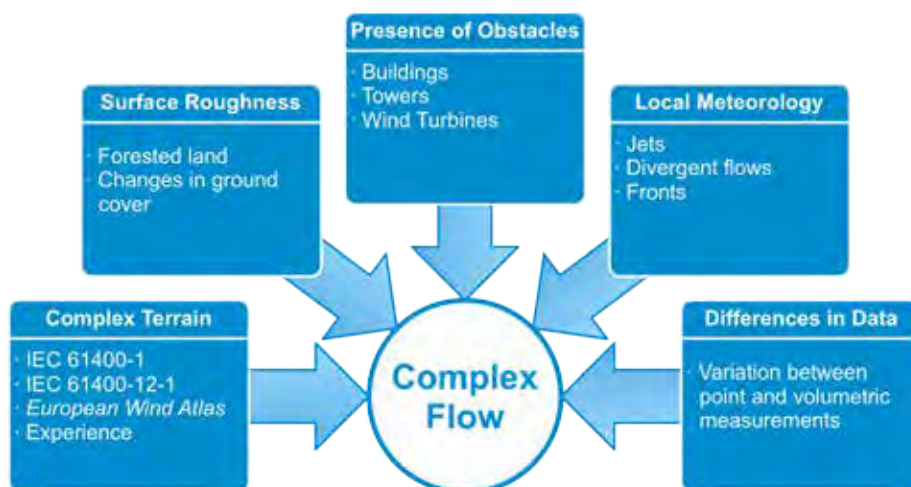 Presence of Obstacles
· Buildings
· Towers
· Wind Turbines
Surface Roughness
· Forested land
· Changes in ground
cover
Local Meteorology
· Jets
· Divergent flows
· Fronts
Complex Terrain
· IEC 61400-1
· IEC 61400-12-1
· European Wind Atlas
· Experience
Complex
Flow
Differences in Data
· Variation between
point and volumetric
measurements